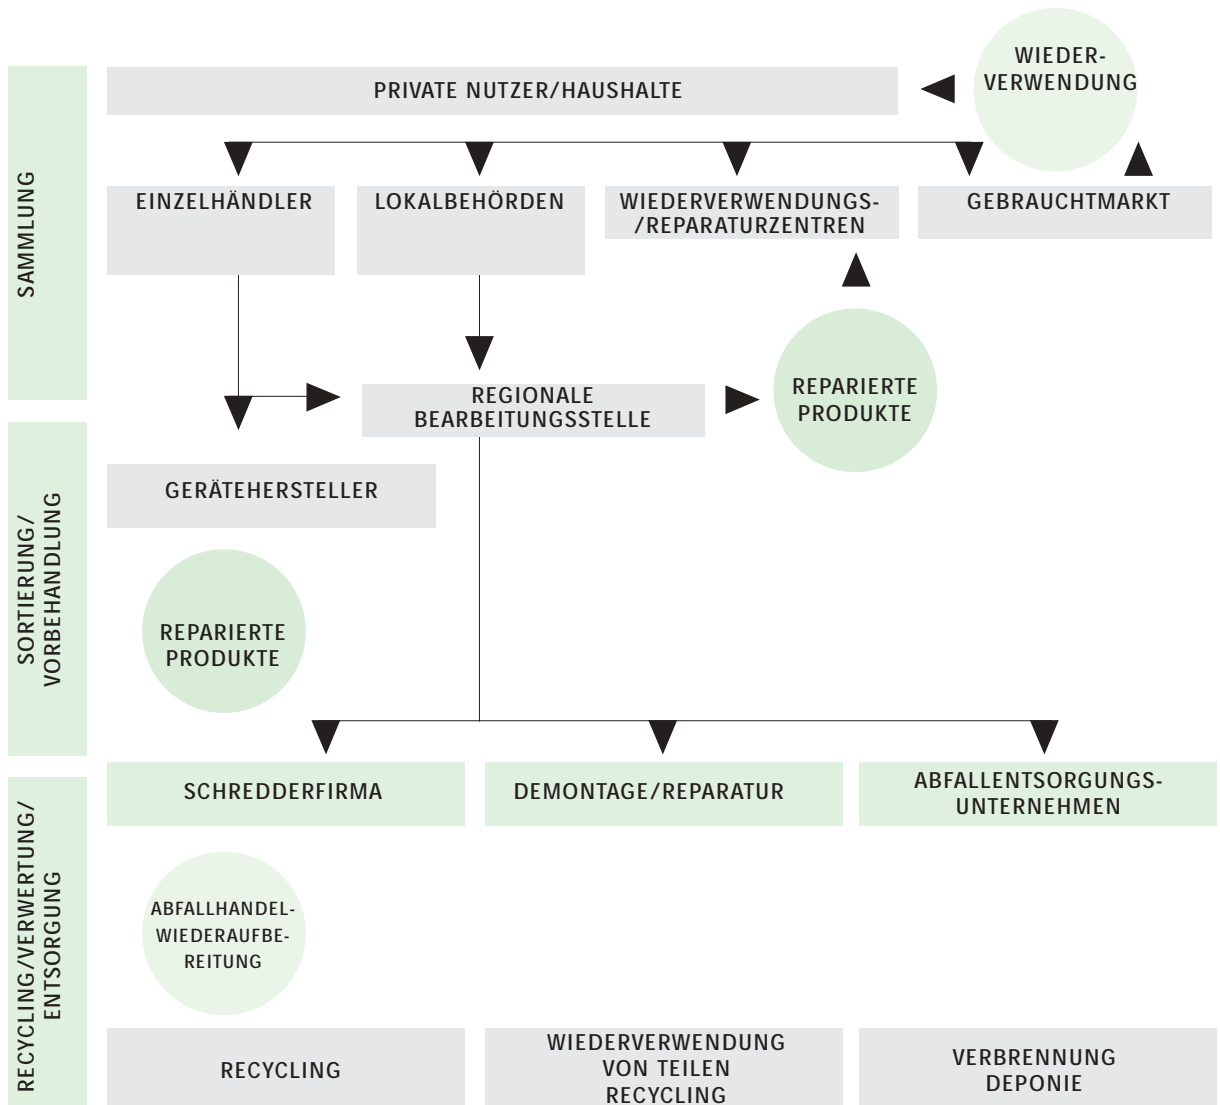 WIEDER-
VERWENDUNG
PRIVATE NUTZER/HAUSHALTE
SAMMLUNG
EINZELHÄNDLER
LOKALBEHÖRDEN
WIEDERVERWENDUNGS-
/REPARATURZENTREN
GEBRAUCHTMARKT
REGIONALE
BEARBEITUNGSSTELLE
REPARIERTE
PRODUKTE
SORTIERUNG/
VORBEHANDLUNG
GERÄTEHERSTELLER
REPARIERTE
PRODUKTE
RECYCLING/VERWERTUNG/
ENTSORGUNG
SCHREDDERFIRMA
DEMONTAGE/REPARATUR
ABFALLENTSORGUNGS-
UNTERNEHMEN
ABFALLHANDEL-
WIEDERAUFBE-
REITUNG
RECYCLING
WIEDERVERWENDUNG
VON TEILEN
RECYCLING
VERBRENNUNG
DEPONIE